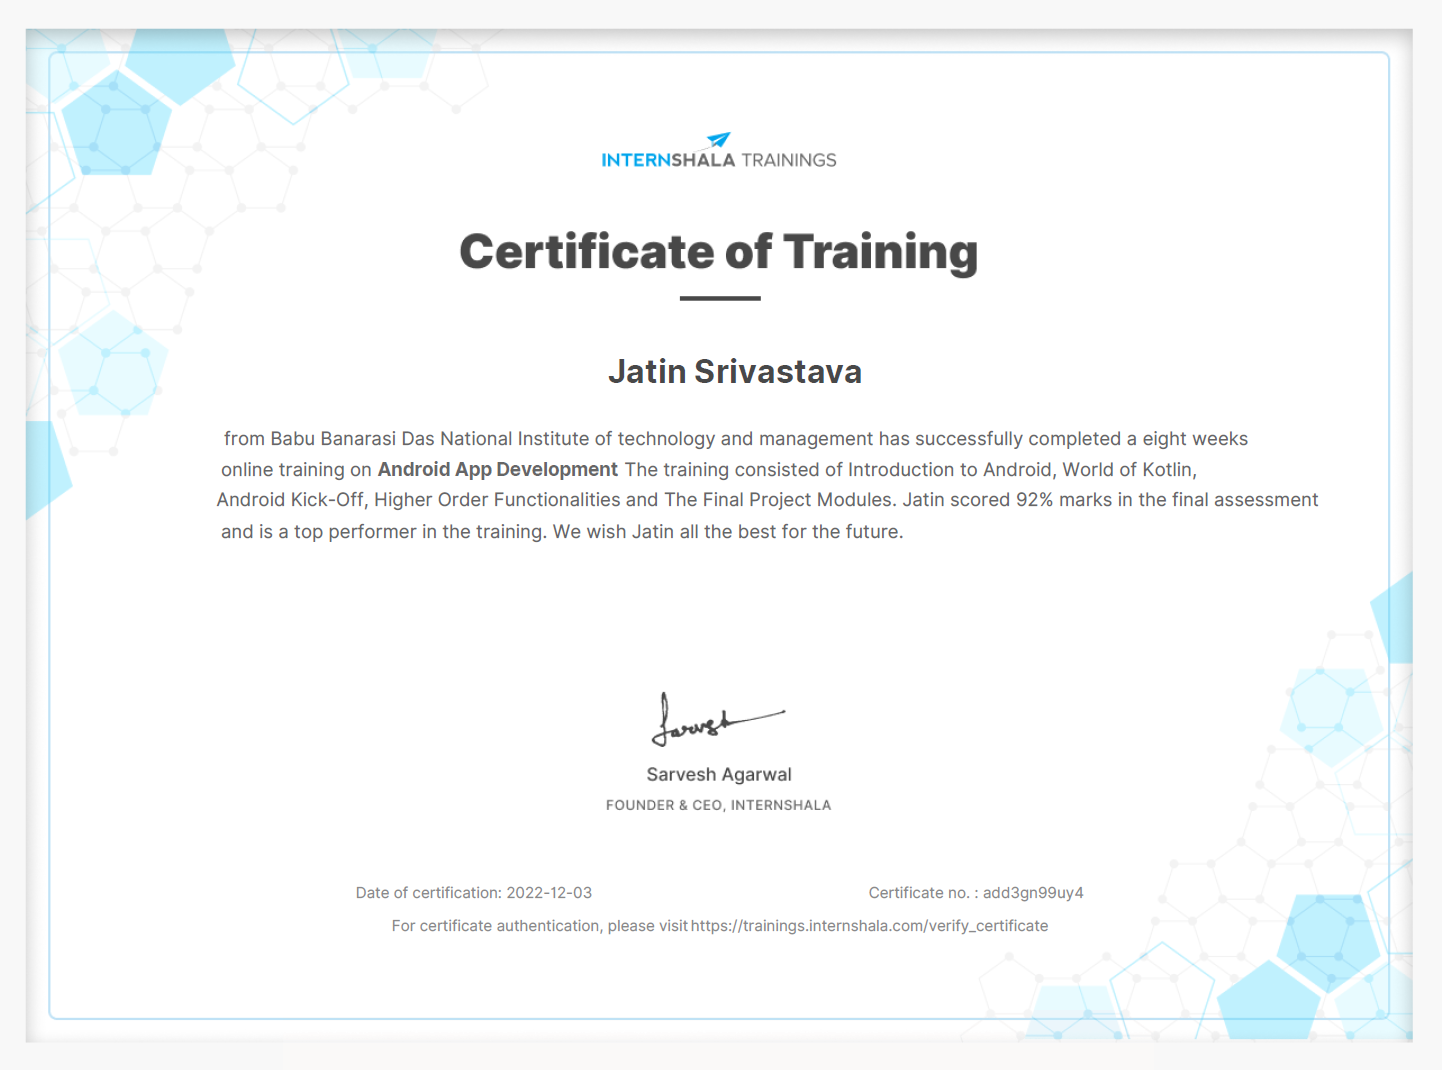 INTERNSHALA TRAININGS
Certificate of Training
Jatin Srivastava
from Babu Banarasi Das National Institute of technology and management has successfully completed a eight weeks
online training on Android App Development The training consisted of Introduction to Android, World of Kotlin,
Android Kick-Off, Higher Order Functionalities and The Final Project Modules. Jatin scored 92% marks in the final assessment
and is a top performer in the training. We wish Jatin all the best for the future.
Sarvesh
Sarvesh Agarwal
FOUNDER & CEO, INTERNSHALA
Date of certification: 2022-12-03 Certificate no. : add3gn99uy4
For certificate authentication, please visit https://trainings.internshala.com/verify_certificate